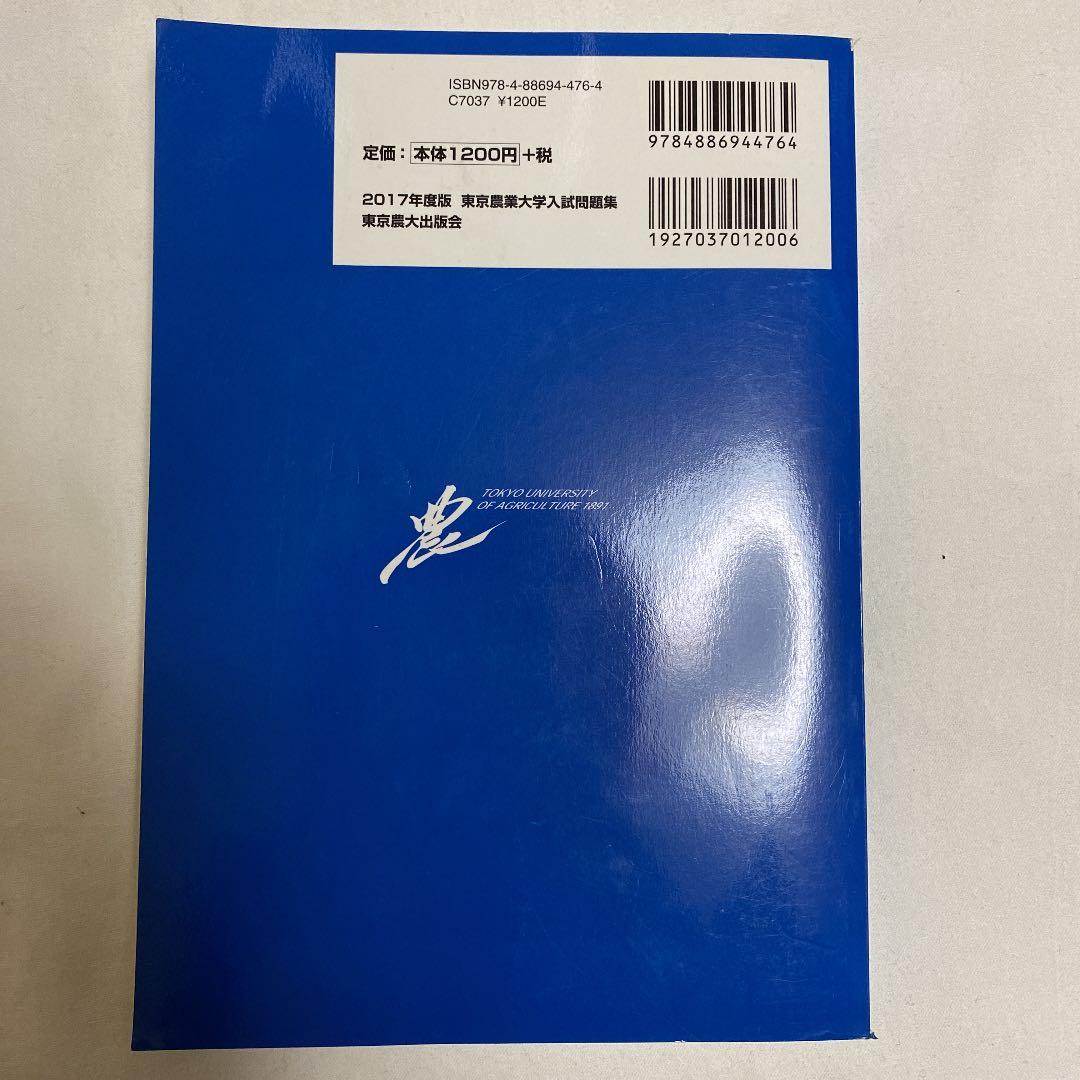 ISBN978-4-88694-476-4
C7037 ¥1200E
9784886944764
定価：本体1200円+税
2017年度版 東京農業大学入試問題集
東京農大出版会
1927037012006
農
TOKYO UNIVERSITY
OF AGRICULTURE 1891